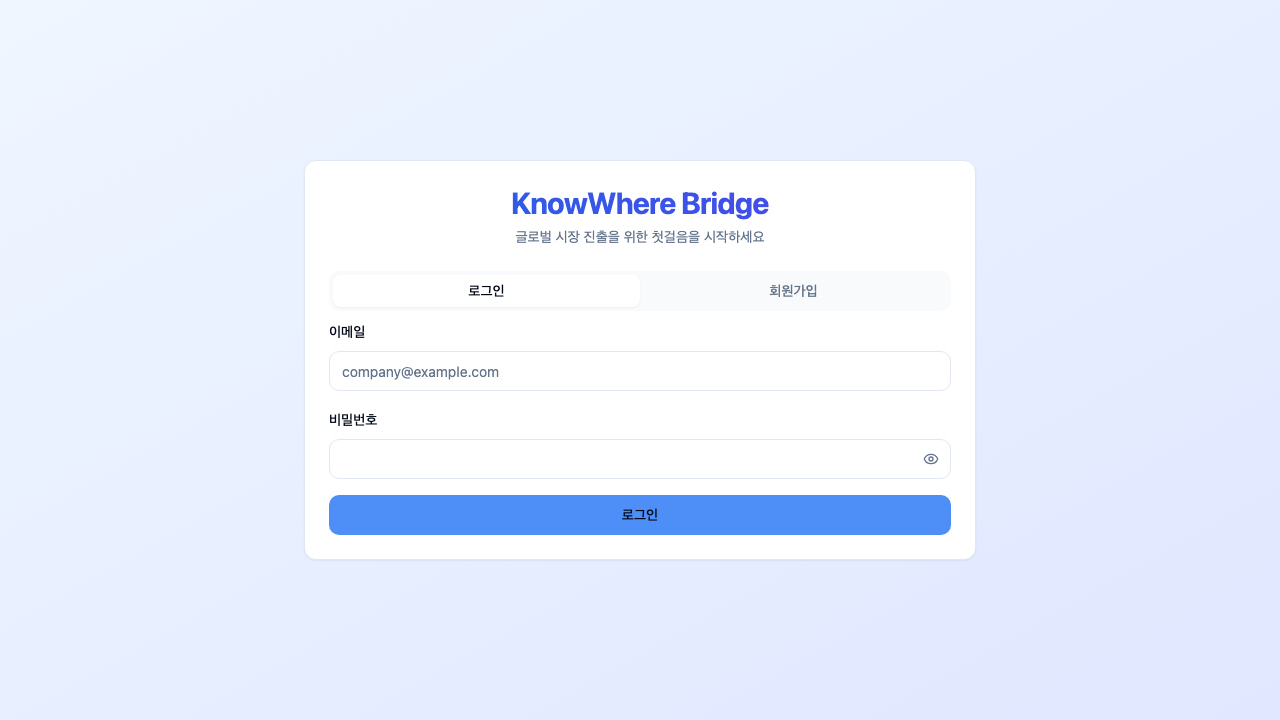 KnowWhere Bridge
글로벌 시장 진출을 위한 첫걸음을 시작하세요
로그인
회원가입
이메일
company@example.com
비밀번호
로그인